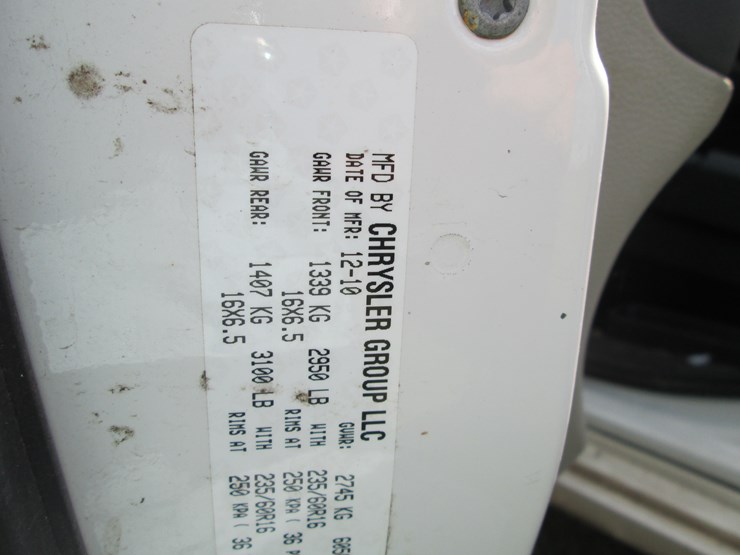 MFD BY CHRYSLER GROUP LLC
DATE OF MFR: 12-10 GVWR: 2745 KG
GAWR FRONT: 1339 KG 2950 LB WITH 235/60R16
16X6.5 RIMS AT 250 KPA ( 36
GAWR REAR: 1407 KG 3100 LB WITH 235/60R16
16X6.5 RIMS AT 250 KPA ( 36